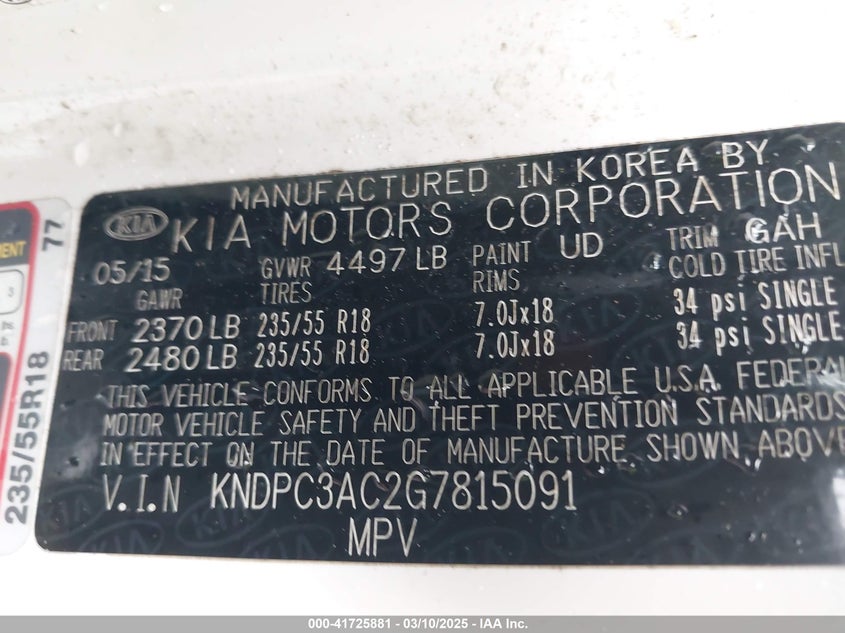 MANUFACTURED IN KOREA BY
KIA KIA MOTORS CORPORATION
05/15 GVWR 4497 LB PAINT UD TRIM GAH
GAWR TIRES RIMS COLD TIRE INFL
FRONT 2370 LB 235/55 R18 7.0Jx18 34 psi SINGLE
REAR 2480 LB 235/55 R18 7.0Jx18 34 psi SINGLE
THIS VEHICLE CONFORMS TO ALL APPLICABLE U.S.A. FEDERAL
MOTOR VEHICLE SAFETY AND THEFT PREVENTION STANDARDS
IN EFFECT ON THE DATE OF MANUFACTURE SHOWN ABOVE
V.I.N KNDPC3AC2G7815091
MPV
77
235/55R18
000-41725881 - 03/10/2025 - IAA Inc.